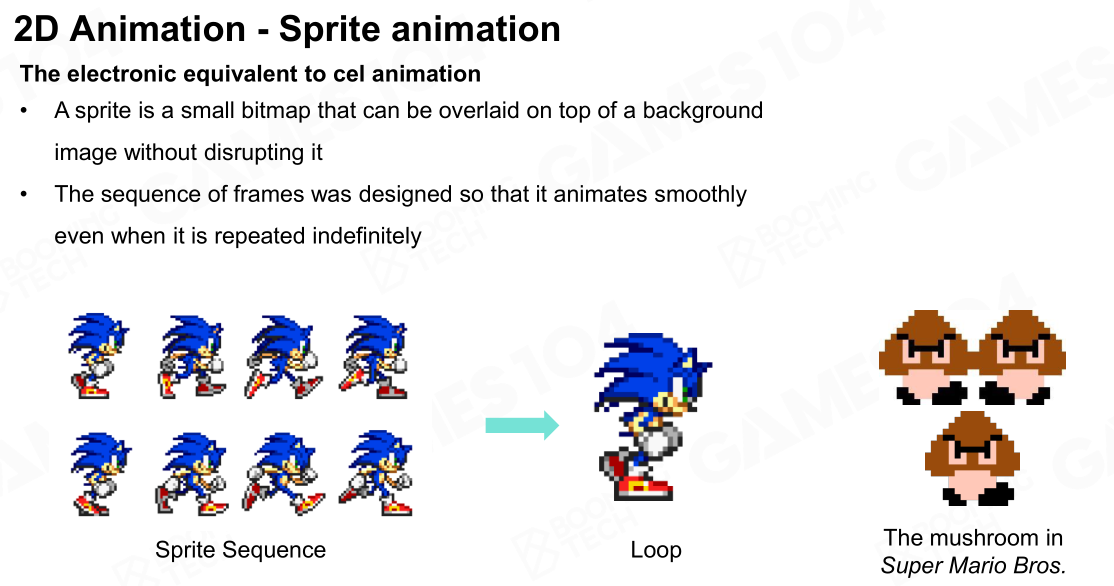 2D Animation - Sprite animation
The electronic equivalent to cel animation
• A sprite is a small bitmap that can be overlaid on top of a background
image without disrupting it
• The sequence of frames was designed so that it animates smoothly
even when it is repeated indefinitely
Sprite Sequence
Loop
The mushroom in
Super Mario Bros.
GAMES 104
BOOMING
TECH